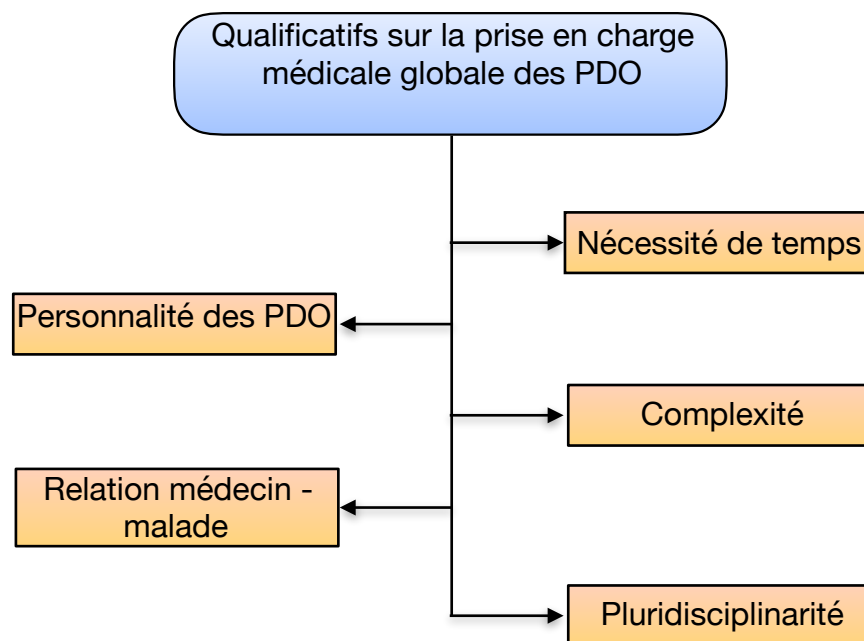 Qualificatifs sur la prise en charge
médicale globale des PDO
Nécessité de temps
Personnalité des PDO
Complexité
Relation médecin -
malade
Pluridisciplinarité